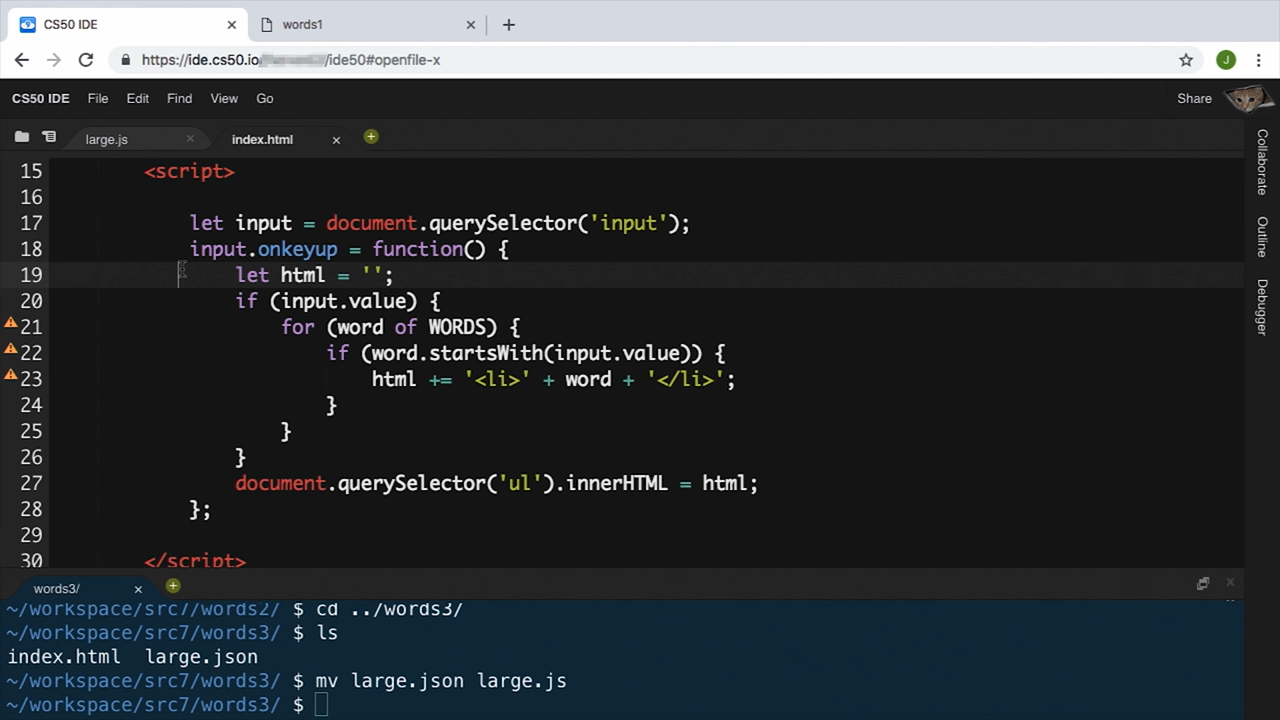 CS50 IDE
words1
https://ide.cs50.io/ide50#openfile-x
J
CS50 IDE File Edit Find View Go Share
large.js index.html
15 <script>
16
17 let input = document.querySelector('input');
18 input.onkeyup = function() {
19 let html = '';
20 if (input.value) {
21 for (word of WORDS) {
22 if (word.startsWith(input.value)) {
23 html += '<li>' + word + '</li>';
24 }
25 }
26 }
27 document.querySelector('ul').innerHTML = html;
28 };
29
30 </script>
Collaborate
Outline
Debugger
words3/
~/workspace/src7/words2/ $ cd ../words3/
~/workspace/src7/words3/ $ ls
index.html large.json
~/workspace/src7/words3/ $ mv large.json large.js
~/workspace/src7/words3/ $